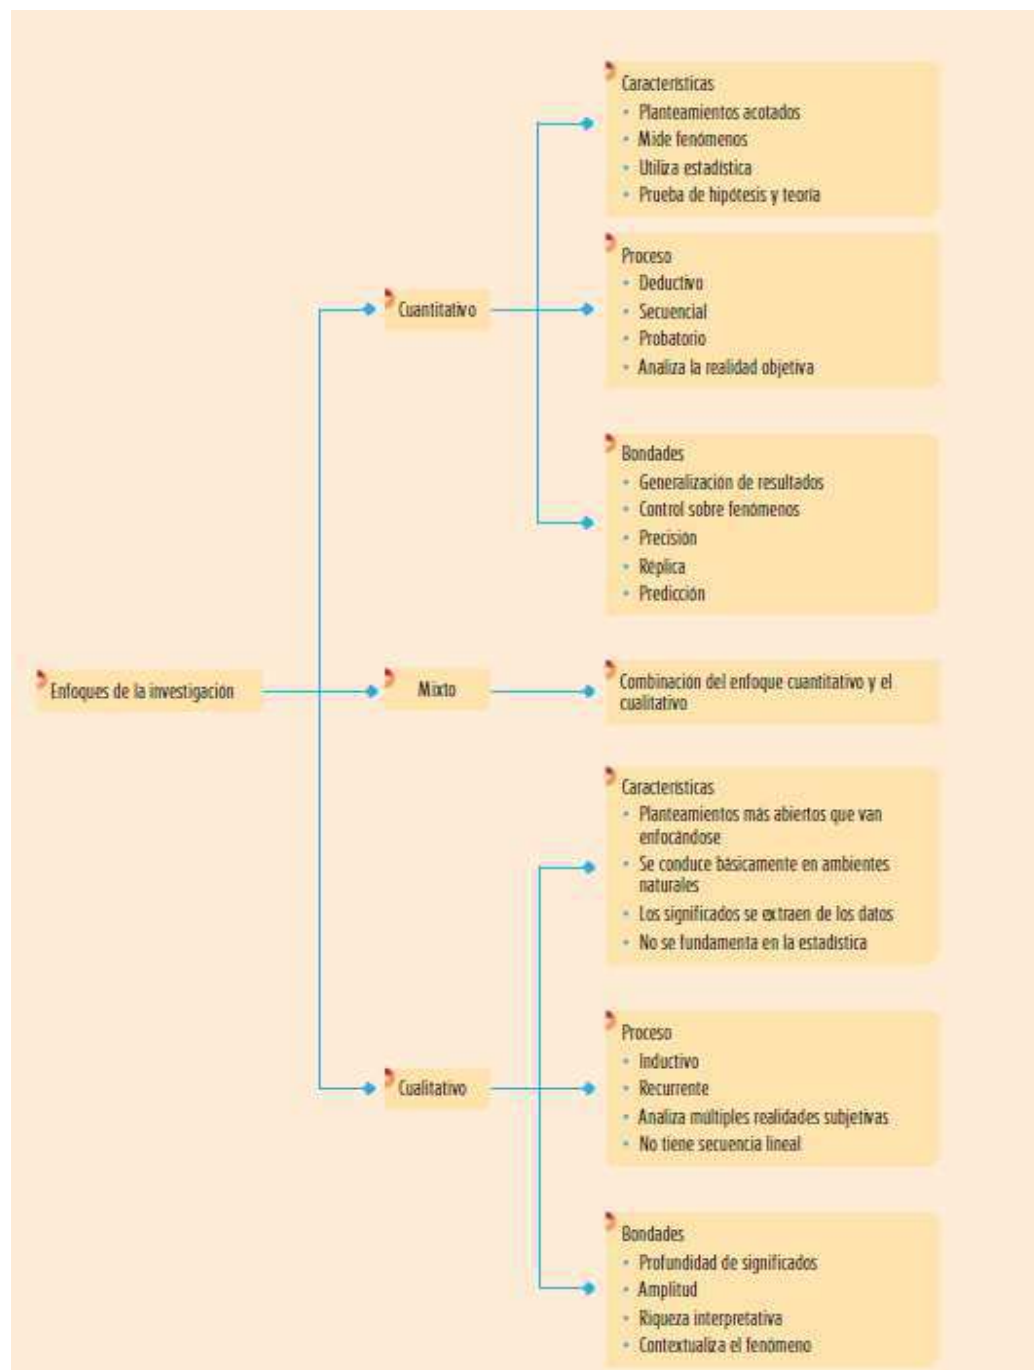 Características
• Planteamientos acotados
• Mide fenómenos
• Utiliza estadística
• Prueba de hipótesis y teoría
Cuantitativo
Proceso
• Deductivo
• Secuencial
• Probatorio
• Analiza la realidad objetiva
Bondades
• Generalización de resultados
• Control sobre fenómenos
• Precisión
• Réplica
• Predicción
Enfoques de la investigación
Mixto
Combinación del enfoque cuantitativo y el
cualitativo
Características
• Planteamientos más abiertos que van
enfocándose
• Se conduce básicamente en ambientes
naturales
• Los significados se extraen de los datos
• No se fundamenta en la estadística
Cualitativo
Proceso
• Inductivo
• Recurrente
• Analiza múltiples realidades subjetivas
• No tiene secuencia lineal
Bondades
• Profundidad de significados
• Amplitud
• Riqueza interpretativa
• Contextualiza el fenómeno